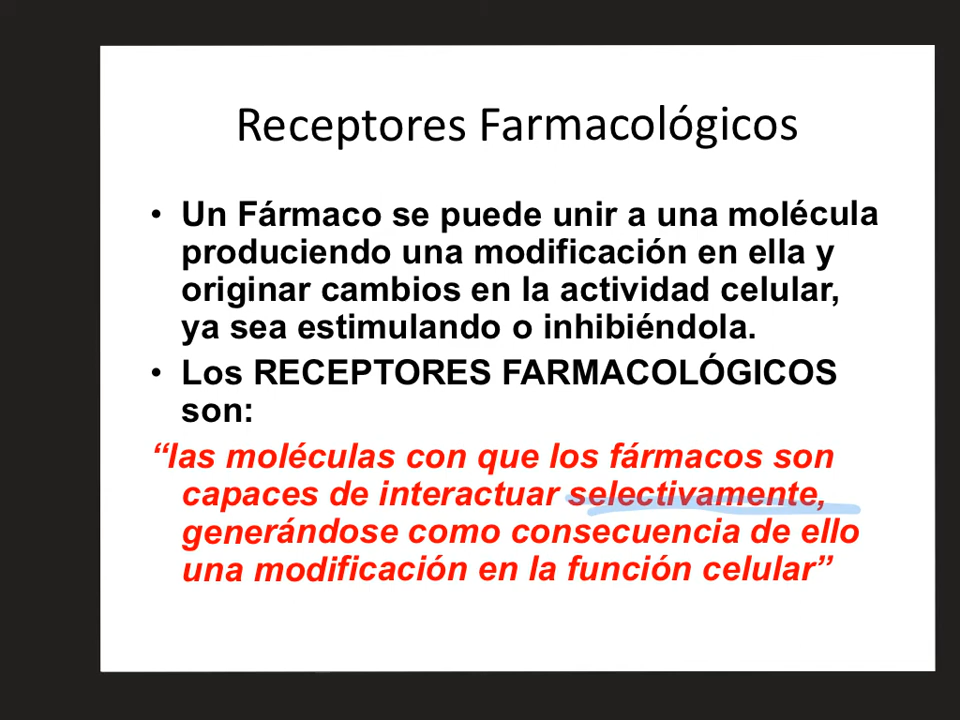 Receptores Farmacológicos
• Un Fármaco se puede unir a una molécula
produciendo una modificación en ella y
originar cambios en la actividad celular,
ya sea estimulando o inhibiéndola.
• Los RECEPTORES FARMACOLÓGICOS
son:
“las moléculas con que los fármacos son
capaces de interactuar selectivamente,
generándose como consecuencia de ello
una modificación en la función celular”